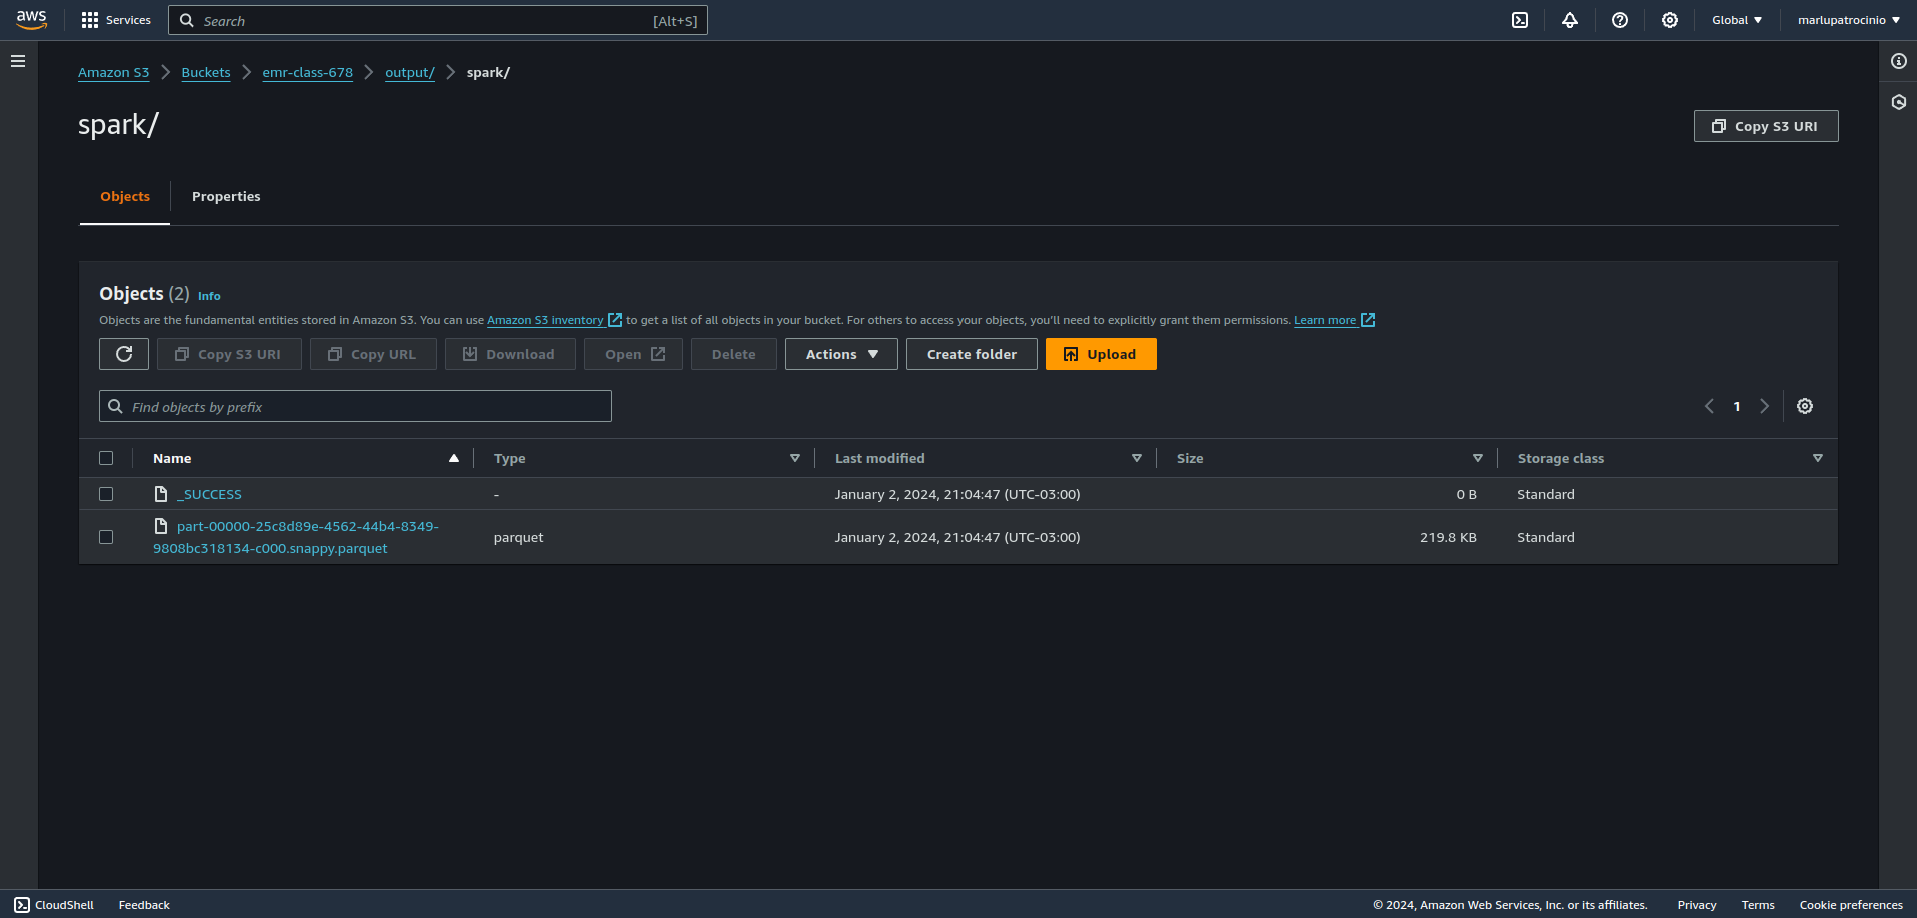 aws Services Search [Alt+S] Global marlupatrocinio
Amazon S3 Buckets emr-class-678 output/ spark/
spark/
Copy S3 URI
Objects Properties
Objects (2) Info
Objects are the fundamental entities stored in Amazon S3. You can use Amazon S3 inventory to get a list of all objects in your bucket. For others to access your objects, you'll need to explicitly grant them permissions. Learn more
Copy S3 URI Copy URL Download Open Delete Actions Create folder Upload
Find objects by prefix 1
Name Type Last modified Size Storage class
_SUCCESS - January 2, 2024, 21:04:47 (UTC-03:00) 0 B Standard
part-00000-25c8d89e-4562-44b4-8349-
9808bc318134-c000.snappy.parquet parquet January 2, 2024, 21:04:47 (UTC-03:00) 219.8 KB Standard
CloudShell Feedback © 2024, Amazon Web Services, Inc. or its affiliates. Privacy Terms Cookie preferences